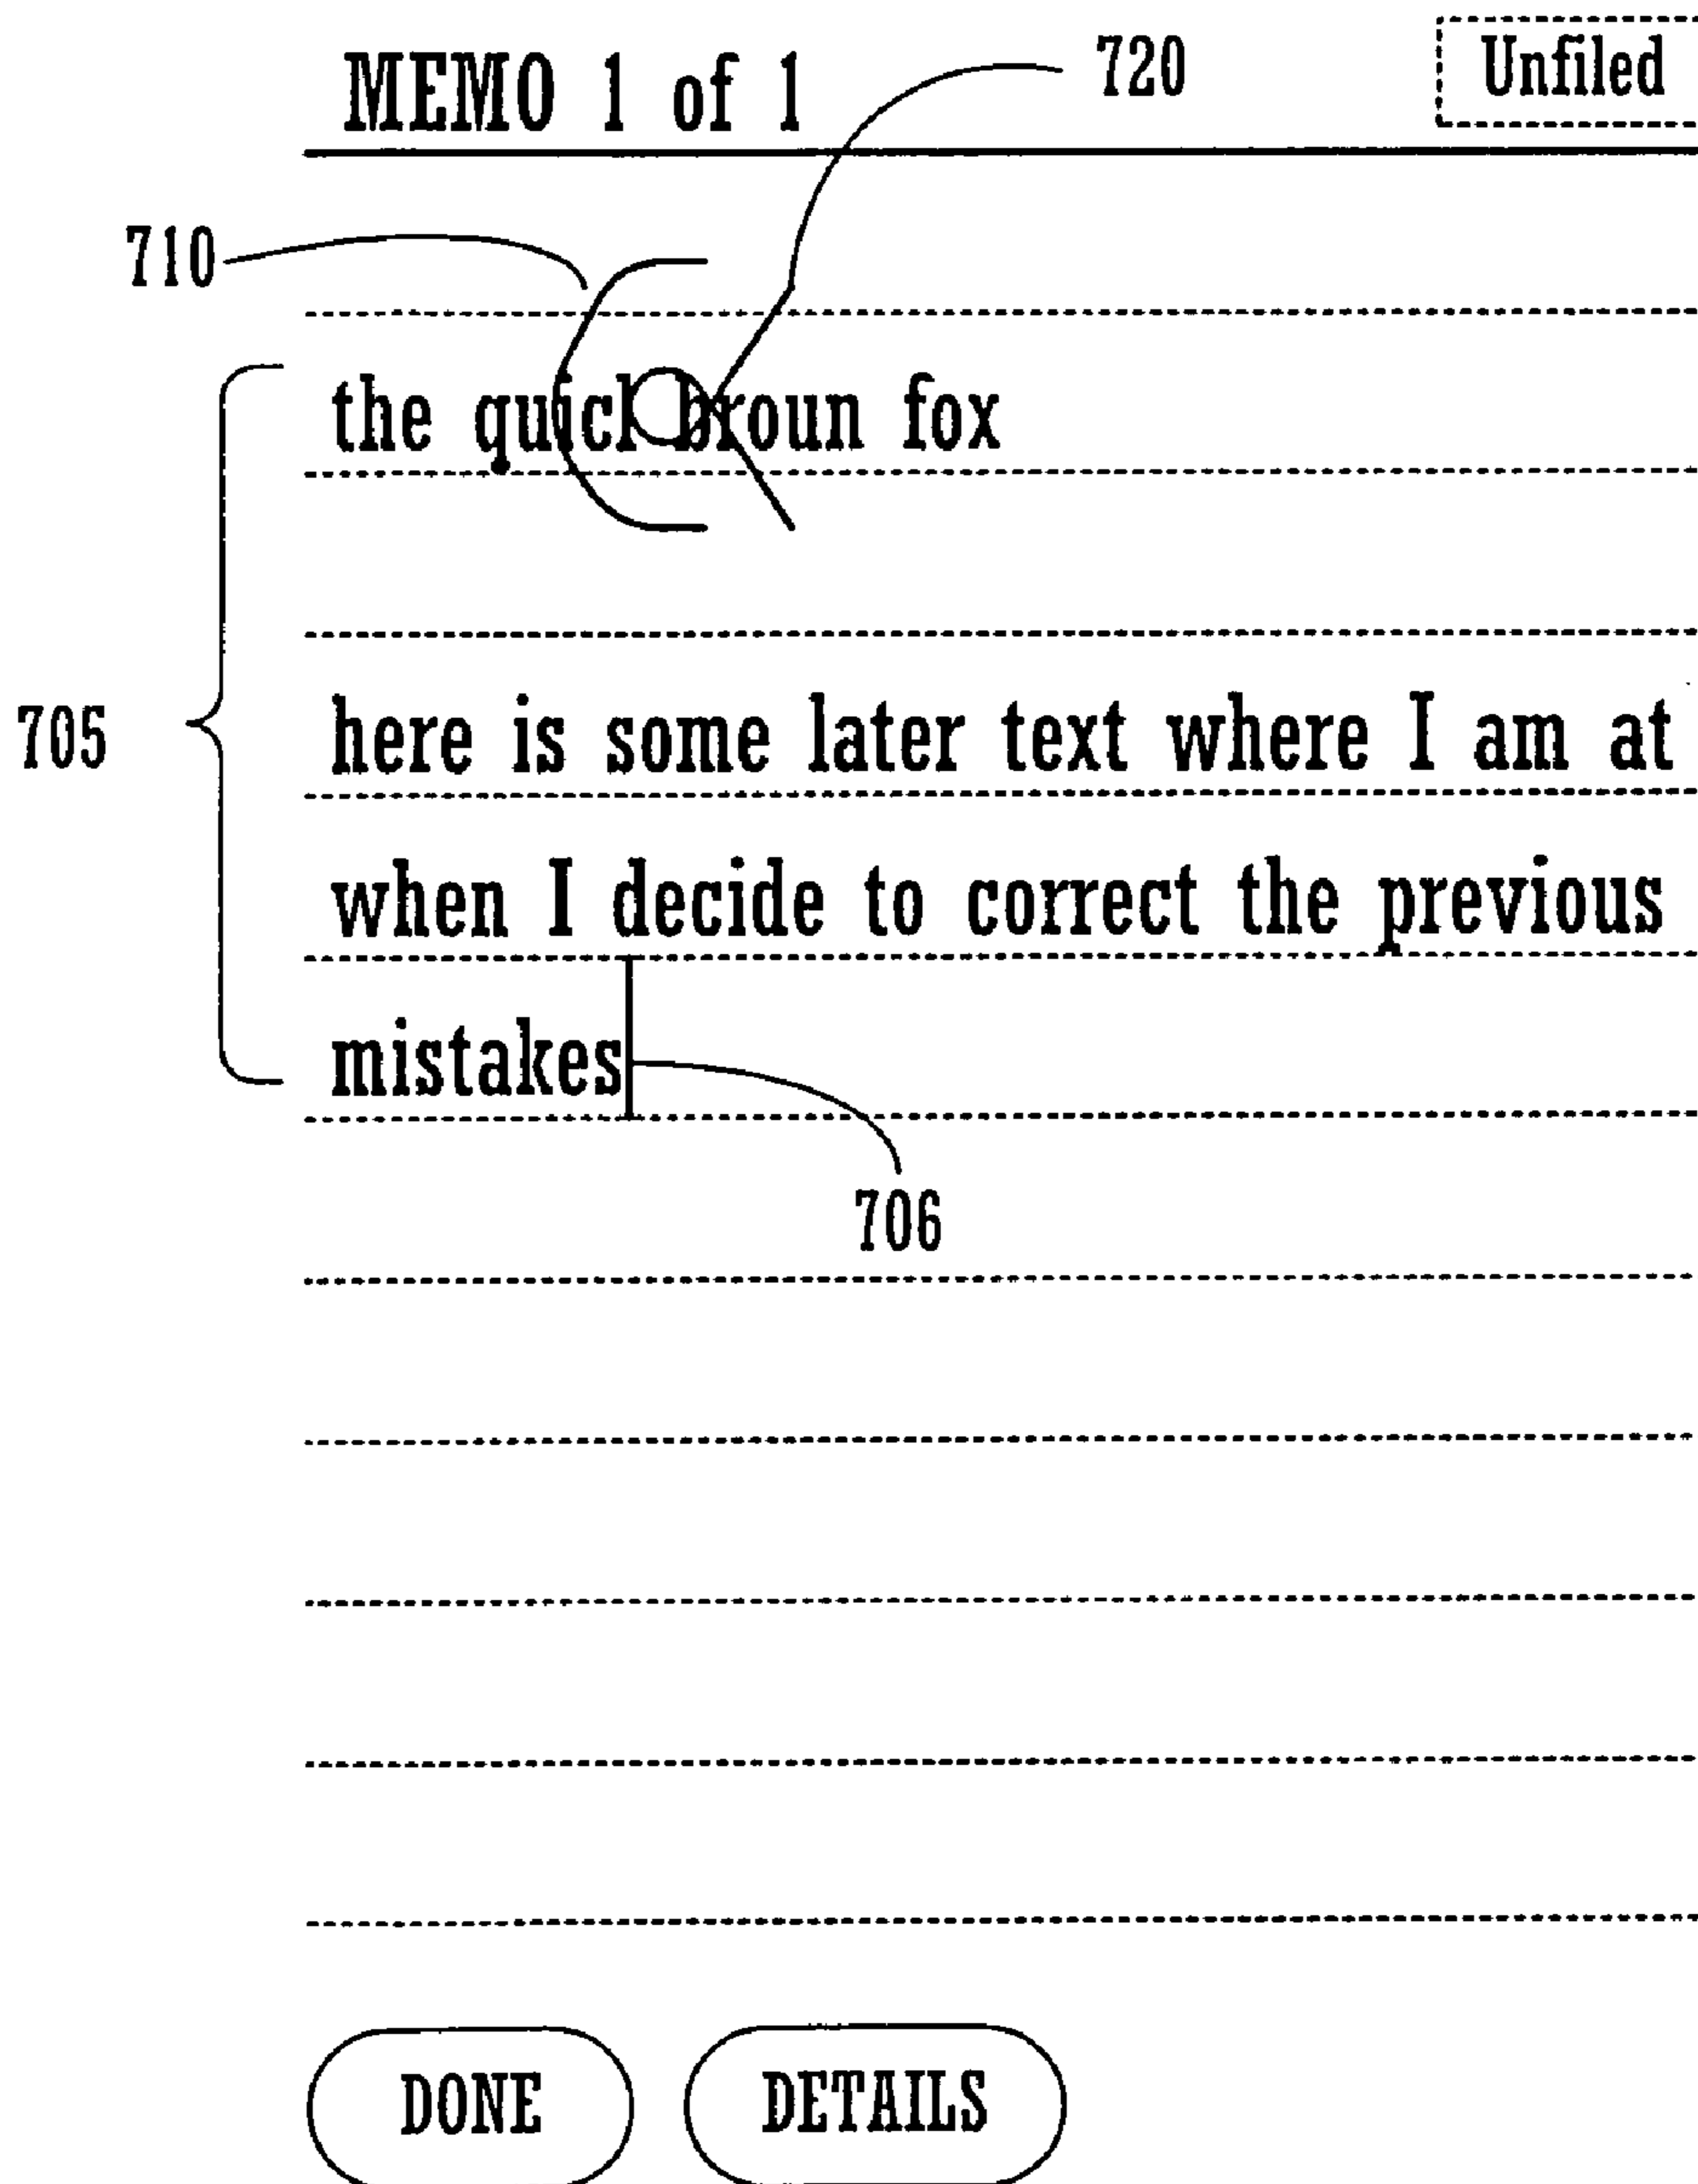 MEMO 1 of 1
720
Unfiled
710
the quick broun fox
705
here is some later text where I am at
when I decide to correct the previous
mistakes
706
DONE
DETAILS